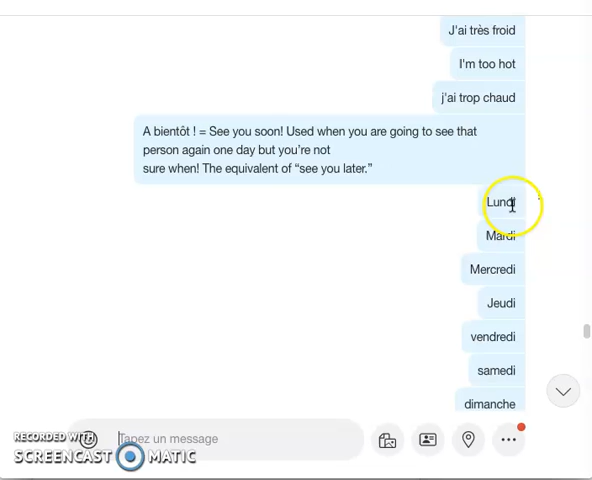 J'ai très froid
I'm too hot
j'ai trop chaud
A bientôt ! = See you soon! Used when you are going to see that
person again one day but you’re not
sure when! The equivalent of “see you later.”
Lundi
Mardi
Mercredi
Jeudi
vendredi
samedi
dimanche
Tapez un message
RECORDED WITH
SCREENCAST MATIC